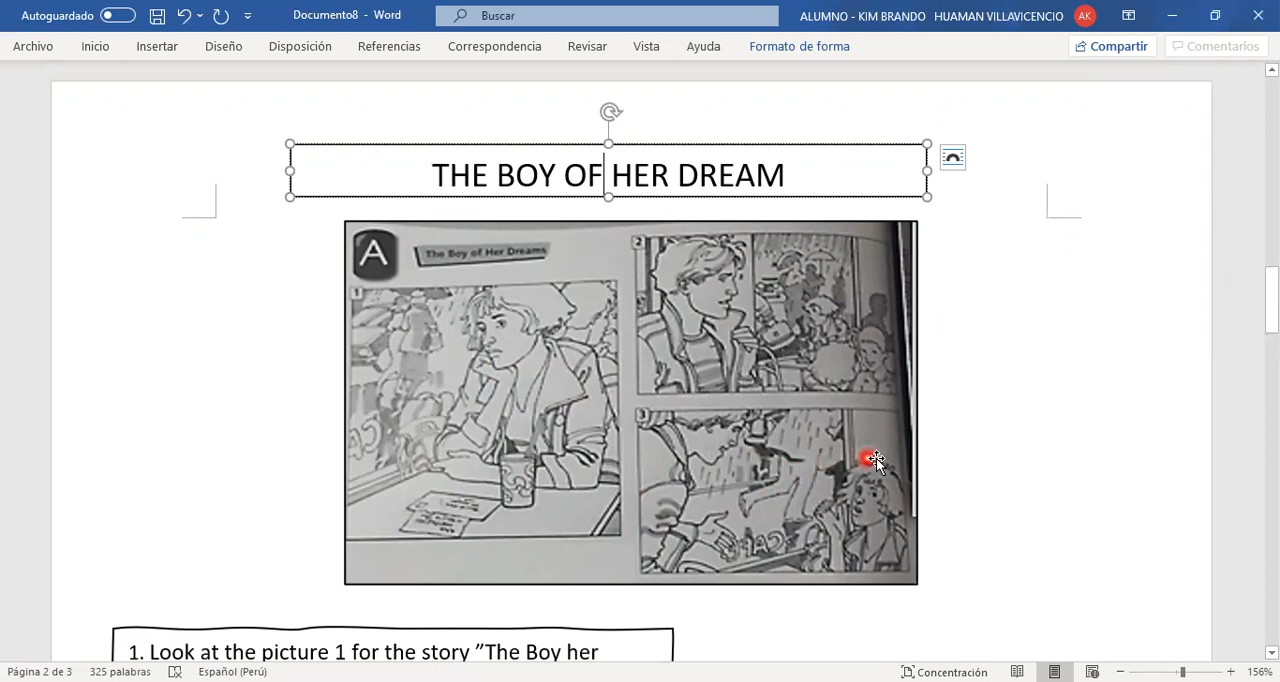 Autoguardado
Documento8 - Word
Buscar
ALUMNO - KIM BRANDO HUAMAN VILLAVICENCIO
AK
Archivo Inicio Insertar Diseño Disposición Referencias Correspondencia Revisar Vista Ayuda Formato de forma
Compartir
Comentarios
THE BOY OF HER DREAM
A
The Boy of Her Dreams
1
2
3
CAFE
1. Look at the picture 1 for the story ”The Boy her
Página 2 de 3 325 palabras Español (Perú)
Concentración
156%